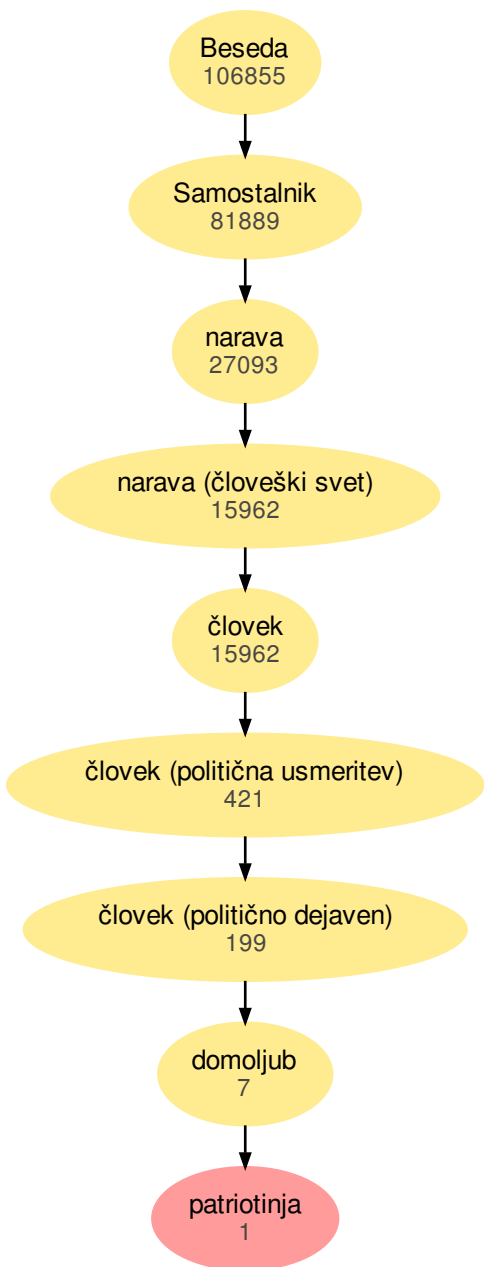 Beseda
106855
Samostalnik
81889
narava
27093
narava (človeški svet)
15962
človek
15962
človek (politična usmeritev)
421
človek (politično dejaven)
199
domoljub
7
patriotinja
1